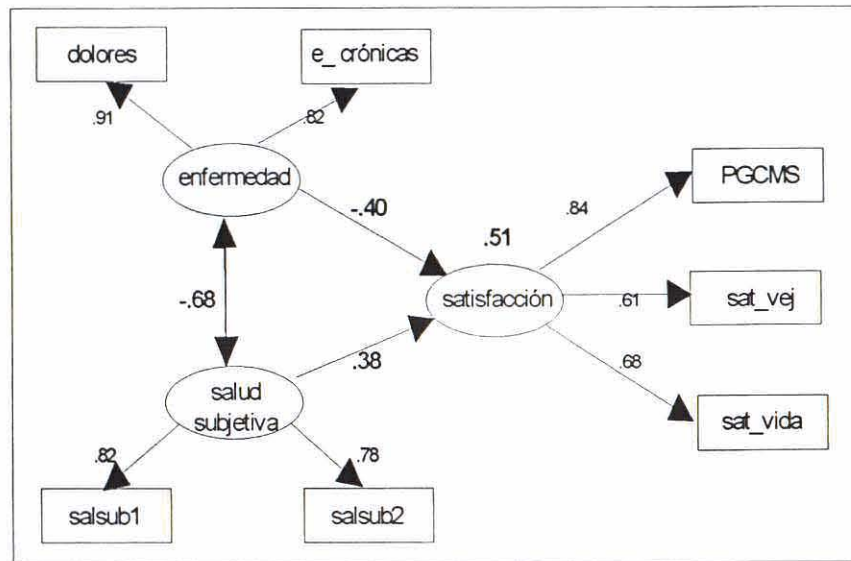 dolores
e_crónicas
.91
.82
enfermedad
PGCMS
-.40
.84
.51
-.68
satisfacción
.61
sat_vej
.38
.68
salud
subjetiva
sat_vida
.82
.78
salsub1
salsub2